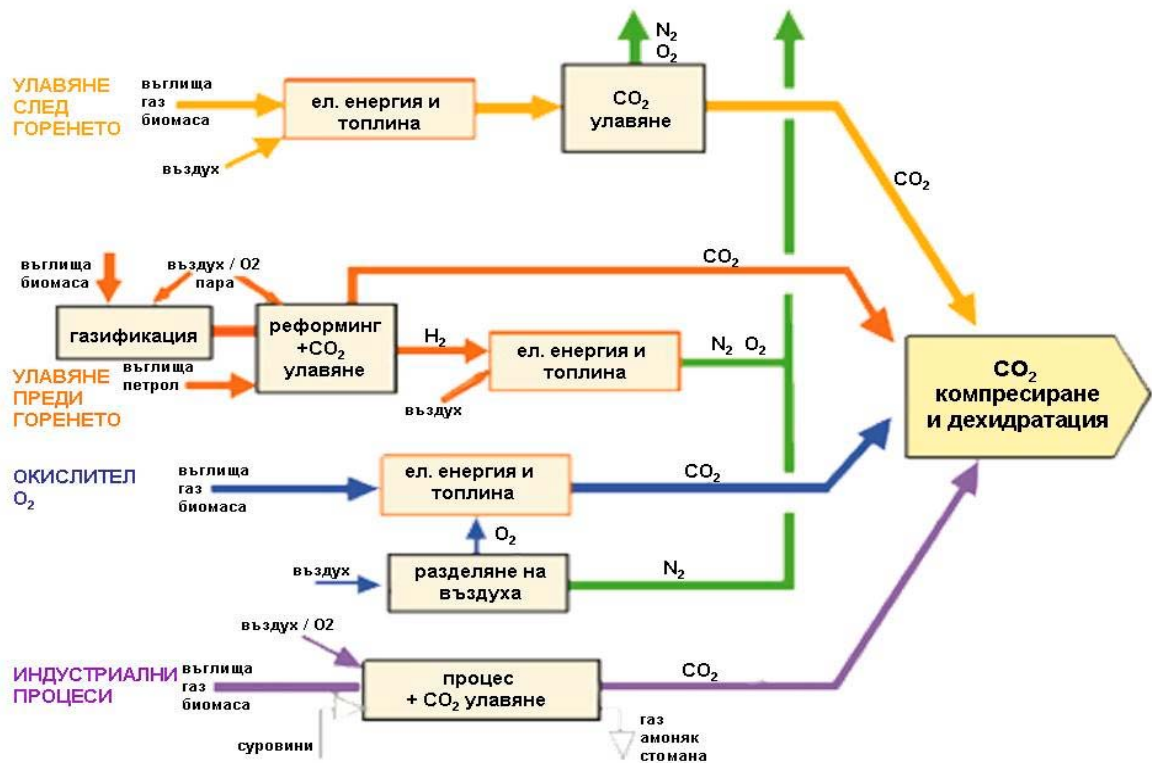 N₂
O₂
УЛАВЯНЕ
СЛЕД
ГОРЕНЕТО
въглища
газ
биомаса
въздух
ел. енергия и
топлина
CO₂
улавяне
CO₂
въглища
биомаса
въздух / О2
пара
CO₂
газификация
реформинг
+CO₂
улавяне
H₂
ел. енергия и
топлина
N₂ O₂
въглища
петрол
въздух
УЛАВЯНЕ
ПРЕДИ
ГОРЕНЕТО
CO₂
компресиране
и дехидратация
ОКИСЛИТЕЛ
O₂
въглища
газ
биомаса
ел. енергия и
топлина
CO₂
O₂
въздух
разделяне на
въздуха
N₂
въздух / О2
ИНДУСТРИАЛНИ
ПРОЦЕСИ
въглища
газ
биомаса
процес
+ CO₂ улавяне
CO₂
суровини
газ
амоняк
стомана